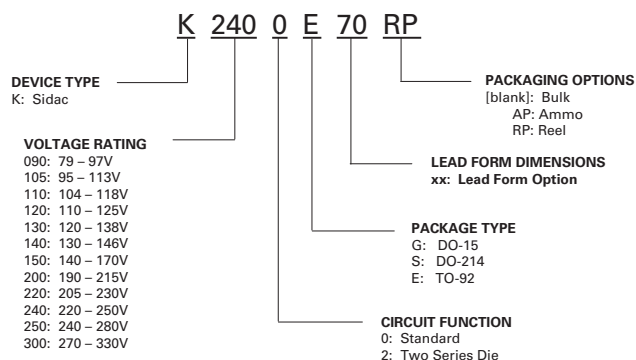 K 240 0 E 70 RP
DEVICE TYPE
K: Sidac
VOLTAGE RATING
090: 79 – 97V
105: 95 – 113V
110: 104 – 118V
120: 110 – 125V
130: 120 – 138V
140: 130 – 146V
150: 140 – 170V
200: 190 – 215V
220: 205 – 230V
240: 220 – 250V
250: 240 – 280V
300: 270 – 330V
PACKAGING OPTIONS
[blank]: Bulk
AP: Ammo
RP: Reel
LEAD FORM DIMENSIONS
xx: Lead Form Option
PACKAGE TYPE
G: DO-15
S: DO-214
E: TO-92
CIRCUIT FUNCTION
0: Standard
2: Two Series Die